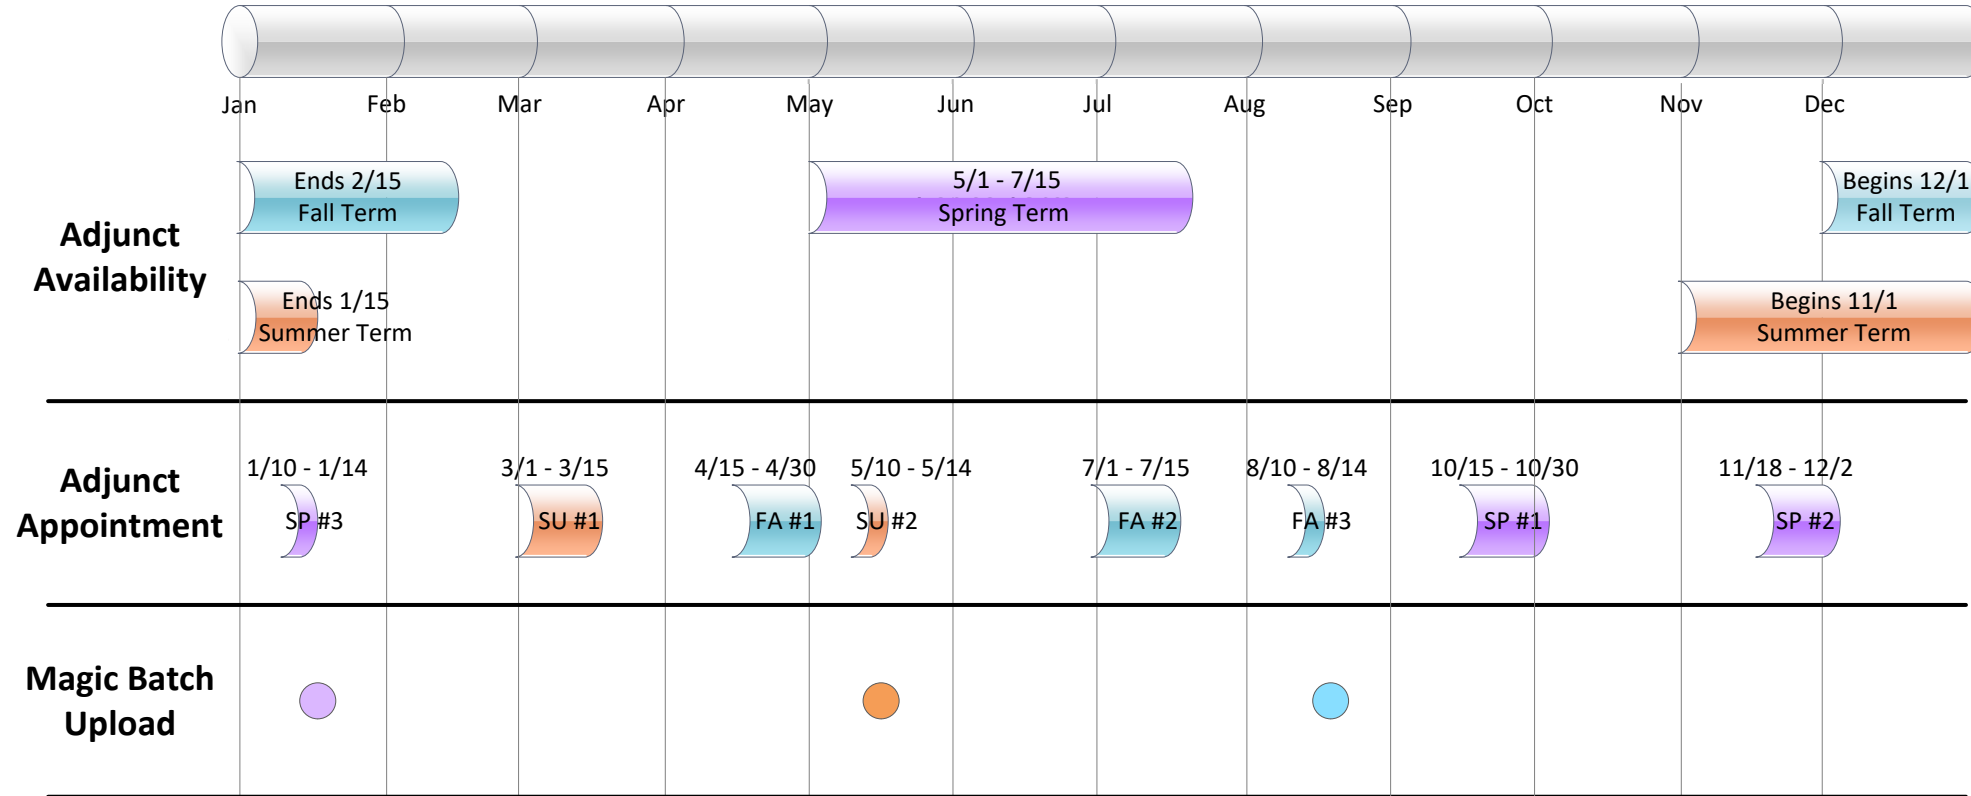 Jan Feb Mar Apr May Jun Jul Aug Sep Oct Nov Dec
Adjunct
Availability
Ends 2/15
Fall Term
5/1 - 7/15
Spring Term
Begins 12/1
Fall Term
Ends 1/15
Summer Term
Begins 11/1
Summer Term
Adjunct
Appointment
1/10 - 1/14
SP #3
3/1 - 3/15
SU #1
4/15 - 4/30
FA #1
5/10 - 5/14
SU #2
7/1 - 7/15
FA #2
8/10 - 8/14
FA #3
10/15 - 10/30
SP #1
11/18 - 12/2
SP #2
Magic Batch
Upload